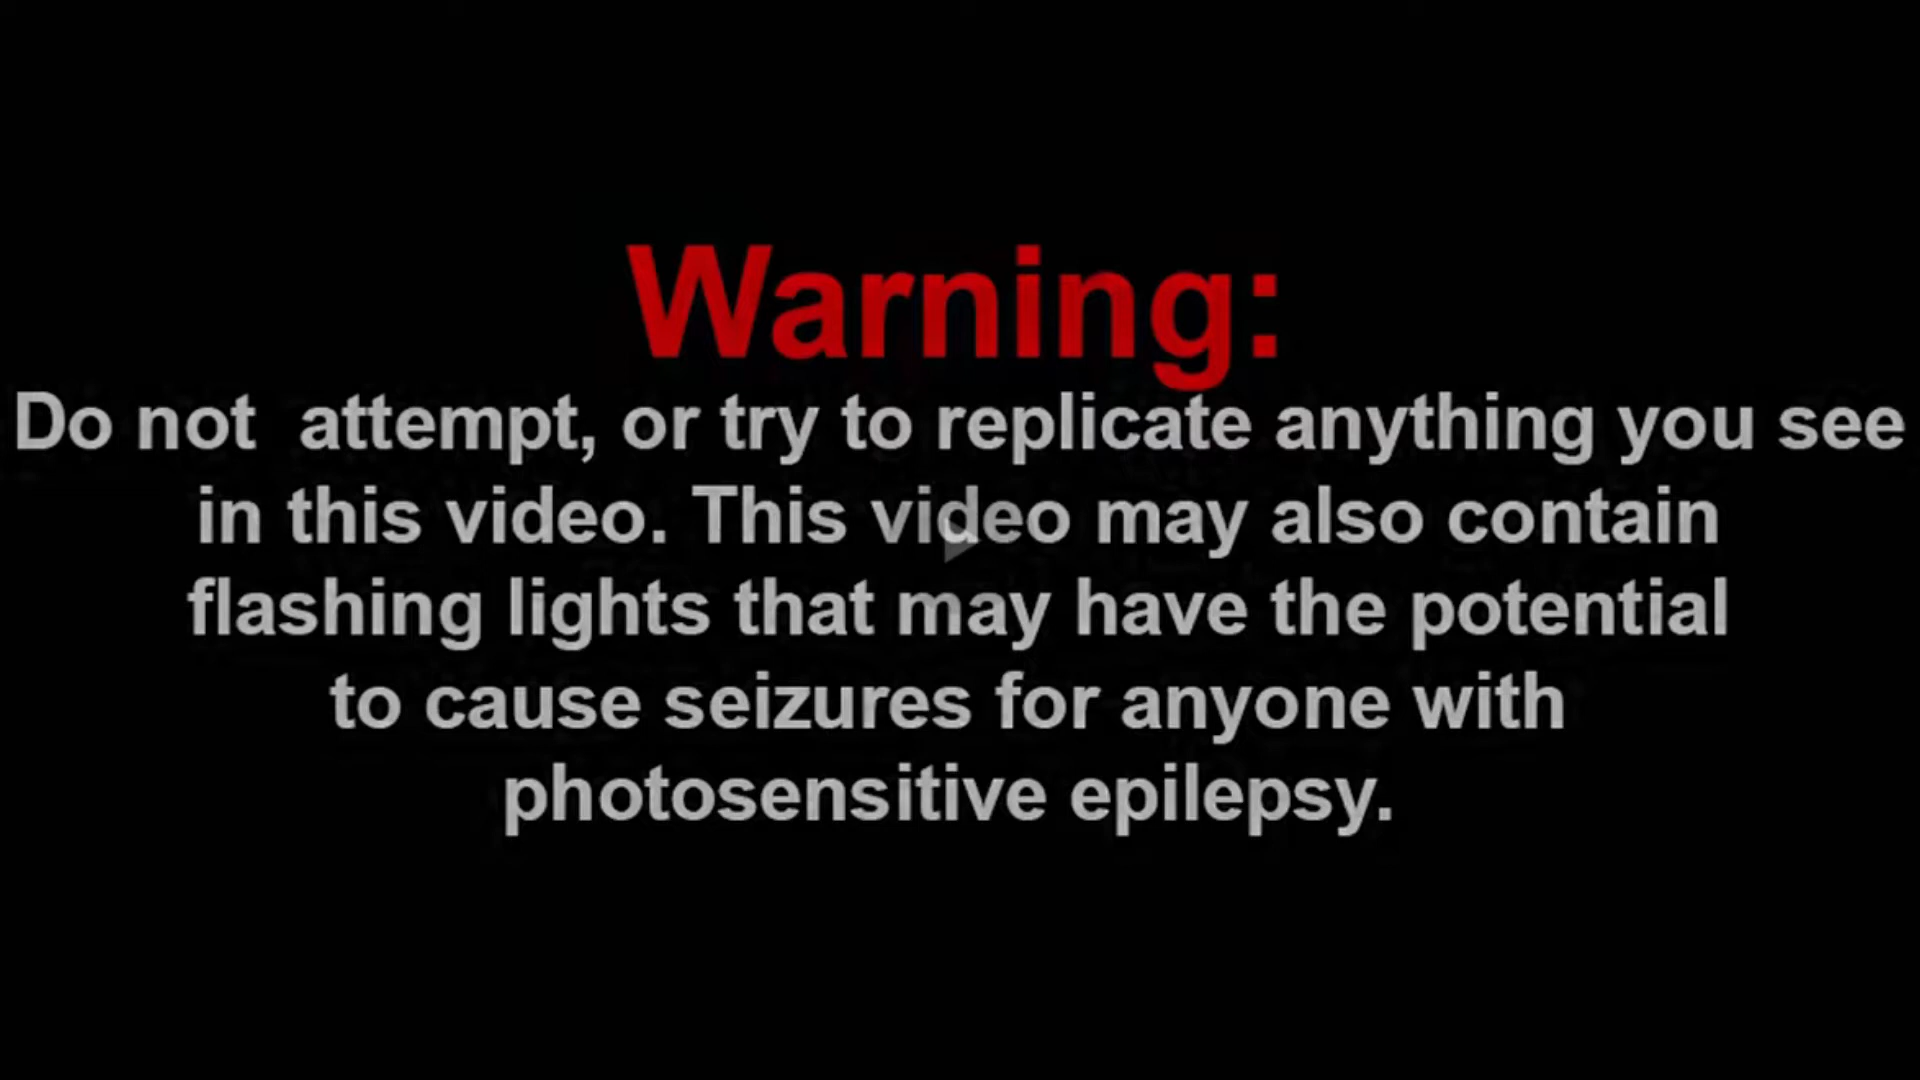 Warning:
Do not  attempt, or try to replicate anything you see
in this video. This video may also contain
flashing lights that may have the potential
to cause seizures for anyone with
photosensitive epilepsy.